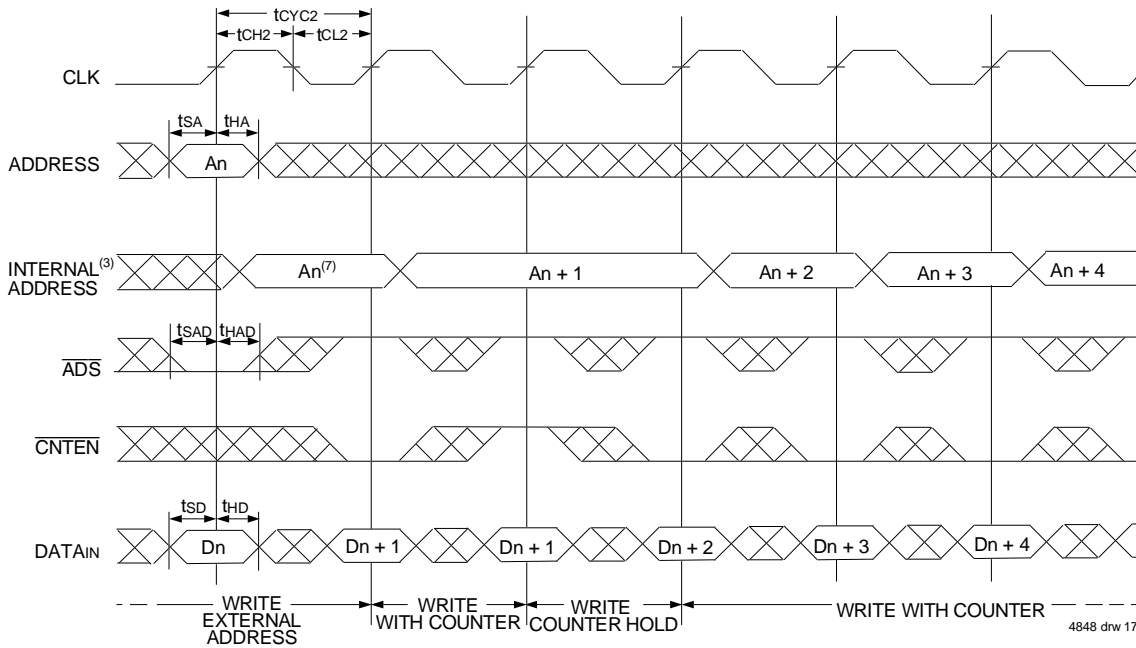 tCYC2
tCH2 tCL2
CLK
tSA tHA
ADDRESS An
INTERNAL(3)
ADDRESS
An(7) An + 1 An + 2 An + 3 An + 4
tSAD tHAD
ADS
CNTEN
tSD tHD
DATAIN Dn Dn + 1 Dn + 1 Dn + 2 Dn + 3 Dn + 4
WRITE
EXTERNAL
ADDRESS
WRITE
WITH COUNTER
WRITE
COUNTER HOLD
WRITE WITH COUNTER
4848 drw 17